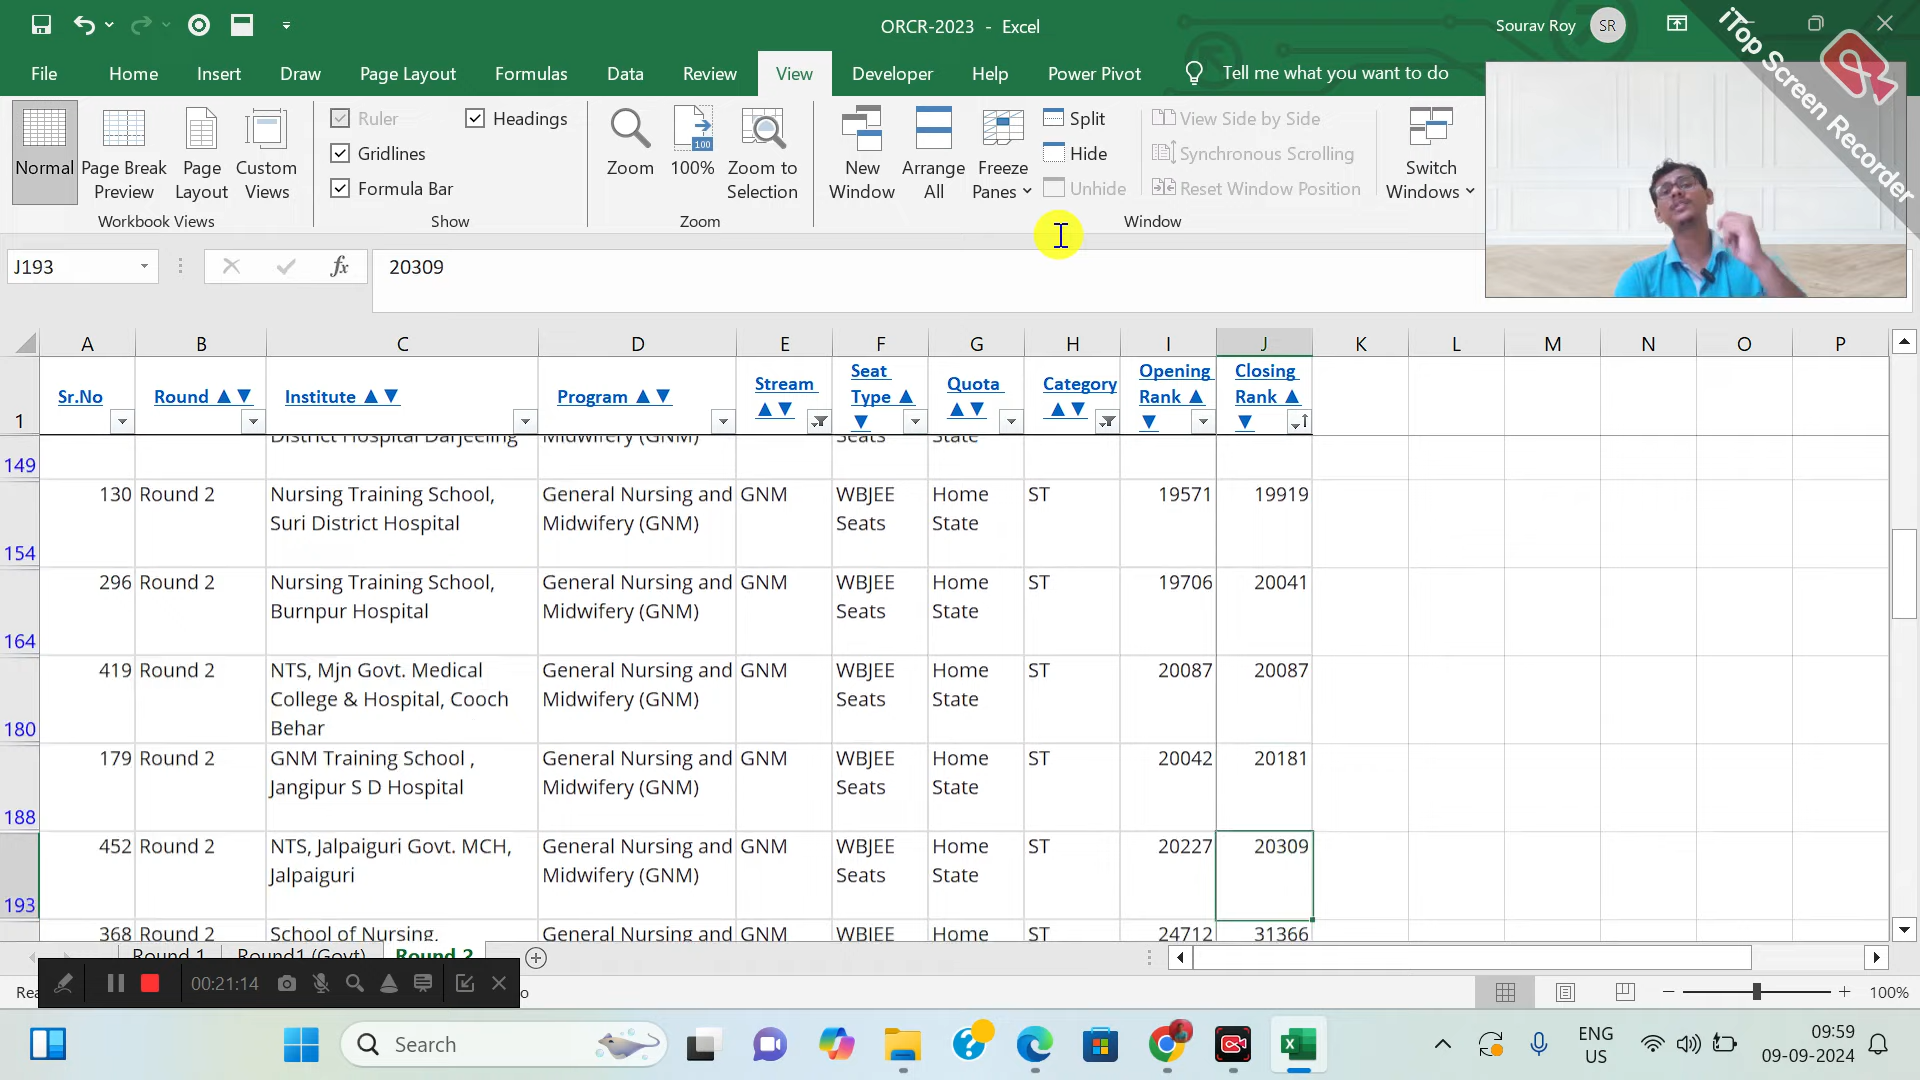 ORCR-2023 - Excel
Sourav Roy SR
iTop Screen Recorder
File Home Insert Draw Page Layout Formulas Data Review View Developer Help Power Pivot Tell me what you want to do
Ruler Headings
Gridlines
Formula Bar
Normal
Page Break
Preview
Page
Layout
Custom
Views
Workbook Views
Show
Zoom
100
100%
Zoom to
Selection
Zoom
New
Window
Arrange
All
Freeze
Panes
Split
Hide
Unhide
View Side by Side
Synchronous Scrolling
Reset Window Position
Switch
Windows
Window
J193 fx 20309
A B C D E F G H I J K L M N O P
1 Sr.No Round ▲▼ Institute ▲▼ Program ▲▼ Stream ▲▼ Seat Type ▲▼ Quota ▲▼ Category ▲▼ Opening Rank ▲▼ Closing Rank ▲▼
149 District Hospital Darjeeling Midwifery (GNM) Seats State
130 Round 2 Nursing Training School, General Nursing and GNM WBJEE Home ST 19571 19919
Suri District Hospital Midwifery (GNM) Seats State
154
296 Round 2 Nursing Training School, General Nursing and GNM WBJEE Home ST 19706 20041
Burnpur Hospital Midwifery (GNM) Seats State
164
419 Round 2 NTS, Mjn Govt. Medical General Nursing and GNM WBJEE Home ST 20087 20087
College & Hospital, Cooch Midwifery (GNM) Seats State
180 Behar
179 Round 2 GNM Training School , General Nursing and GNM WBJEE Home ST 20042 20181
Jangipur S D Hospital Midwifery (GNM) Seats State
188
452 Round 2 NTS, Jalpaiguri Govt. MCH, General Nursing and GNM WBJEE Home ST 20227 20309
Jalpaiguri Midwifery (GNM) Seats State
193
368 Round 2 School of Nursing, General Nursing and GNM WBJEE Home ST 24712 31366
Round 1 Round1 (Govt) Round 2
00:21:14
100%
Search
ENG
US
09:59
09-09-2024